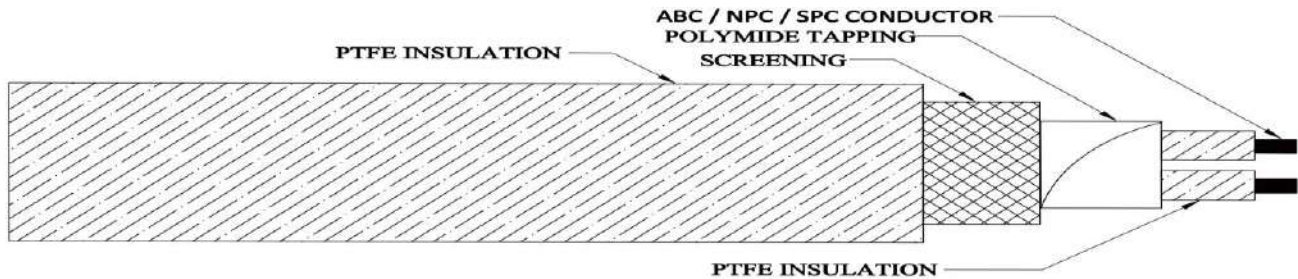 ABC / NPC / SPC CONDUCTOR
POLYMIDE TAPPING
PTFE INSULATION
SCREENING
PTFE INSULATION